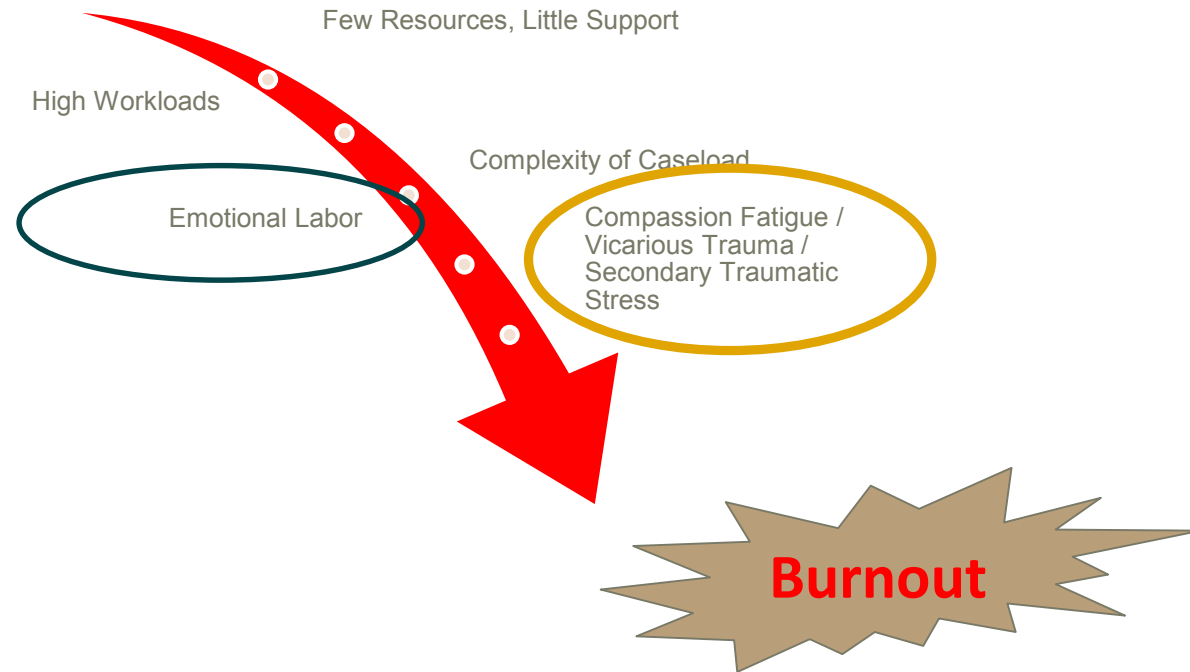 Few Resources, Little Support
High Workloads
Complexity of Caseload
Emotional Labor
Compassion Fatigue /
Vicarious Trauma /
Secondary Traumatic
Stress
Burnout